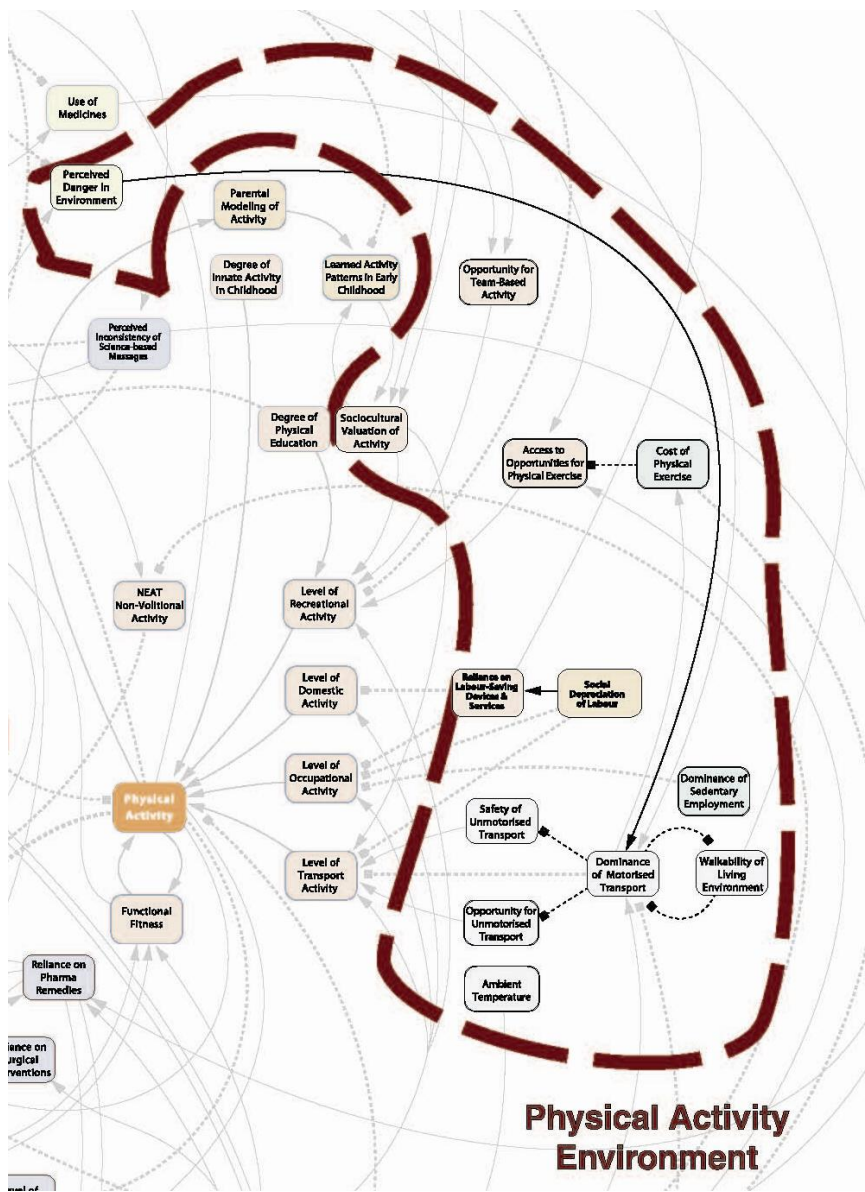 Use of
Medicines
Perceived
Danger in
Environment
Parental
Modeling of
Activity
Degree of
Innate Activity
in Childhood
Learned Activity
Patterns in Early
Childhood
Opportunity for
Team-Based
Activity
Perceived
Inconsistency of
Science-based
Messages
Degree of
Physical
Education
Sociocultural
Valuation of
Activity
Access to
Opportunities for
Physical Exercise
Cost of
Physical
Exercise
NEAT
Non-Volitional
Activity
Level of
Recreational
Activity
Level of
Domestic
Activity
Reliance on
Labour-Saving
Devices &
Services
Social
Depreciation
of Labour
Level of
Occupational
Activity
Dominance of
Sedentary
Employment
Physical
Activity
Safety of
Unmotorised
Transport
Level of
Transport
Activity
Dominance
of Motorised
Transport
Walkability of
Living
Environment
Functional
Fitness
Opportunity for
Unmotorised
Transport
Reliance on
Pharma
Remedies
Ambient
Temperature
iance on
urgical
rventions
Physical Activity
Environment
evel of